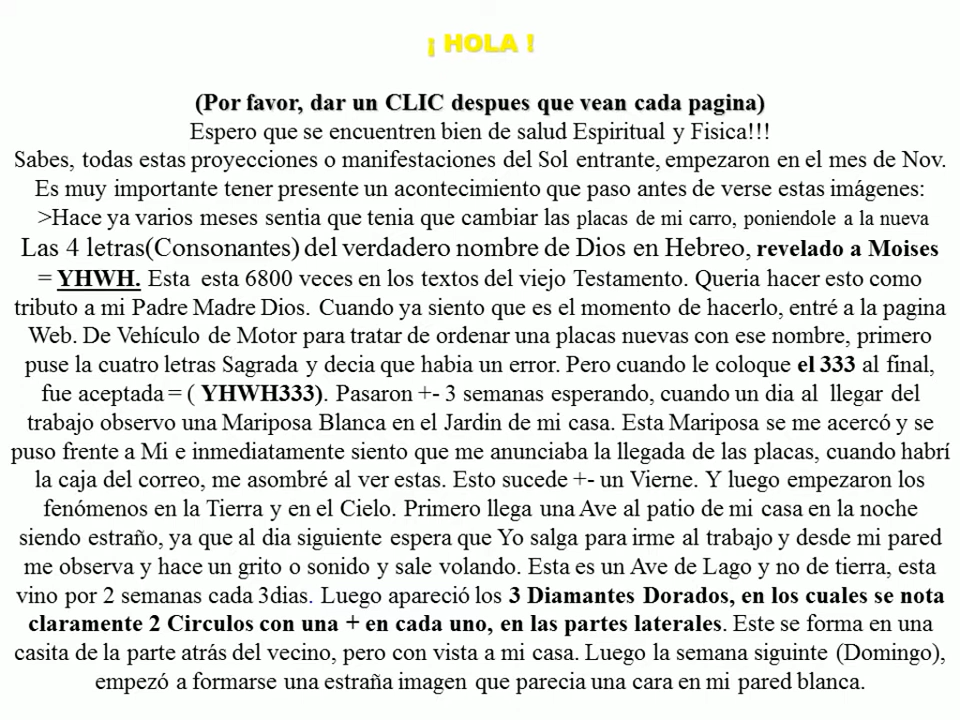 ¡ HOLA !
(Por favor, dar un CLIC despues que vean cada pagina)
Espero que se encuentren bien de salud Espiritual y Fisica!!!
Sabes, todas estas proyecciones o manifestaciones del Sol entrante, empezaron en el mes de Nov.
Es muy importante tener presente un acontecimiento que paso antes de verse estas imágenes:
>Hace ya varios meses sentia que tenia que cambiar las placas de mi carro, poniendole a la nueva
Las 4 letras(Consonantes) del verdadero nombre de Dios en Hebreo, revelado a Moises
= YHWH. Esta esta 6800 veces en los textos del viejo Testamento. Queria hacer esto como
tributo a mi Padre Madre Dios. Cuando ya siento que es el momento de hacerlo, entré a la pagina
Web. De Vehículo de Motor para tratar de ordenar una placas nuevas con ese nombre, primero
puse la cuatro letras Sagrada y decia que habia un error. Pero cuando le coloque el 333 al final,
fue aceptada = ( YHWH333). Pasaron +- 3 semanas esperando, cuando un dia al llegar del
trabajo observo una Mariposa Blanca en el Jardin de mi casa. Esta Mariposa se me acercó y se
puso frente a Mi e inmediatamente siento que me anunciaba la llegada de las placas, cuando habrí
la caja del correo, me asombré al ver estas. Esto sucede +- un Vierne. Y luego empezaron los
fenómenos en la Tierra y en el Cielo. Primero llega una Ave al patio de mi casa en la noche
siendo estraño, ya que al dia siguiente espera que Yo salga para irme al trabajo y desde mi pared
me observa y hace un grito o sonido y sale volando. Esta es un Ave de Lago y no de tierra, esta
vino por 2 semanas cada 3dias. Luego apareció los 3 Diamantes Dorados, en los cuales se nota
claramente 2 Circulos con una + en cada uno, en las partes laterales. Este se forma en una
casita de la parte atrás del vecino, pero con vista a mi casa. Luego la semana siguiente (Domingo),
empezó a formarse una estraña imagen que parecia una cara en mi pared blanca.